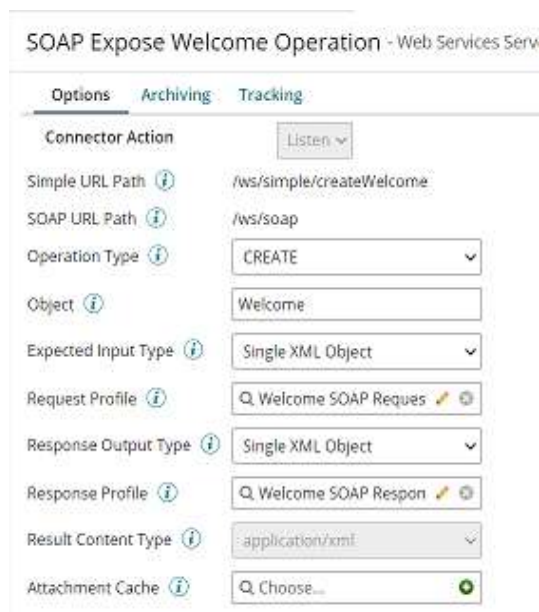 SOAP Expose Welcome Operation - Web Services Serv
Options Archiving Tracking
Connector Action Listen
Simple URL Path /ws/simple/createWelcome
SOAP URL Path /ws/soap
Operation Type CREATE
Object Welcome
Expected Input Type Single XML Object
Request Profile Welcome SOAP Reques
Response Output Type Single XML Object
Response Profile Welcome SOAP Respon
Result Content Type application/xml
Attachment Cache Choose...